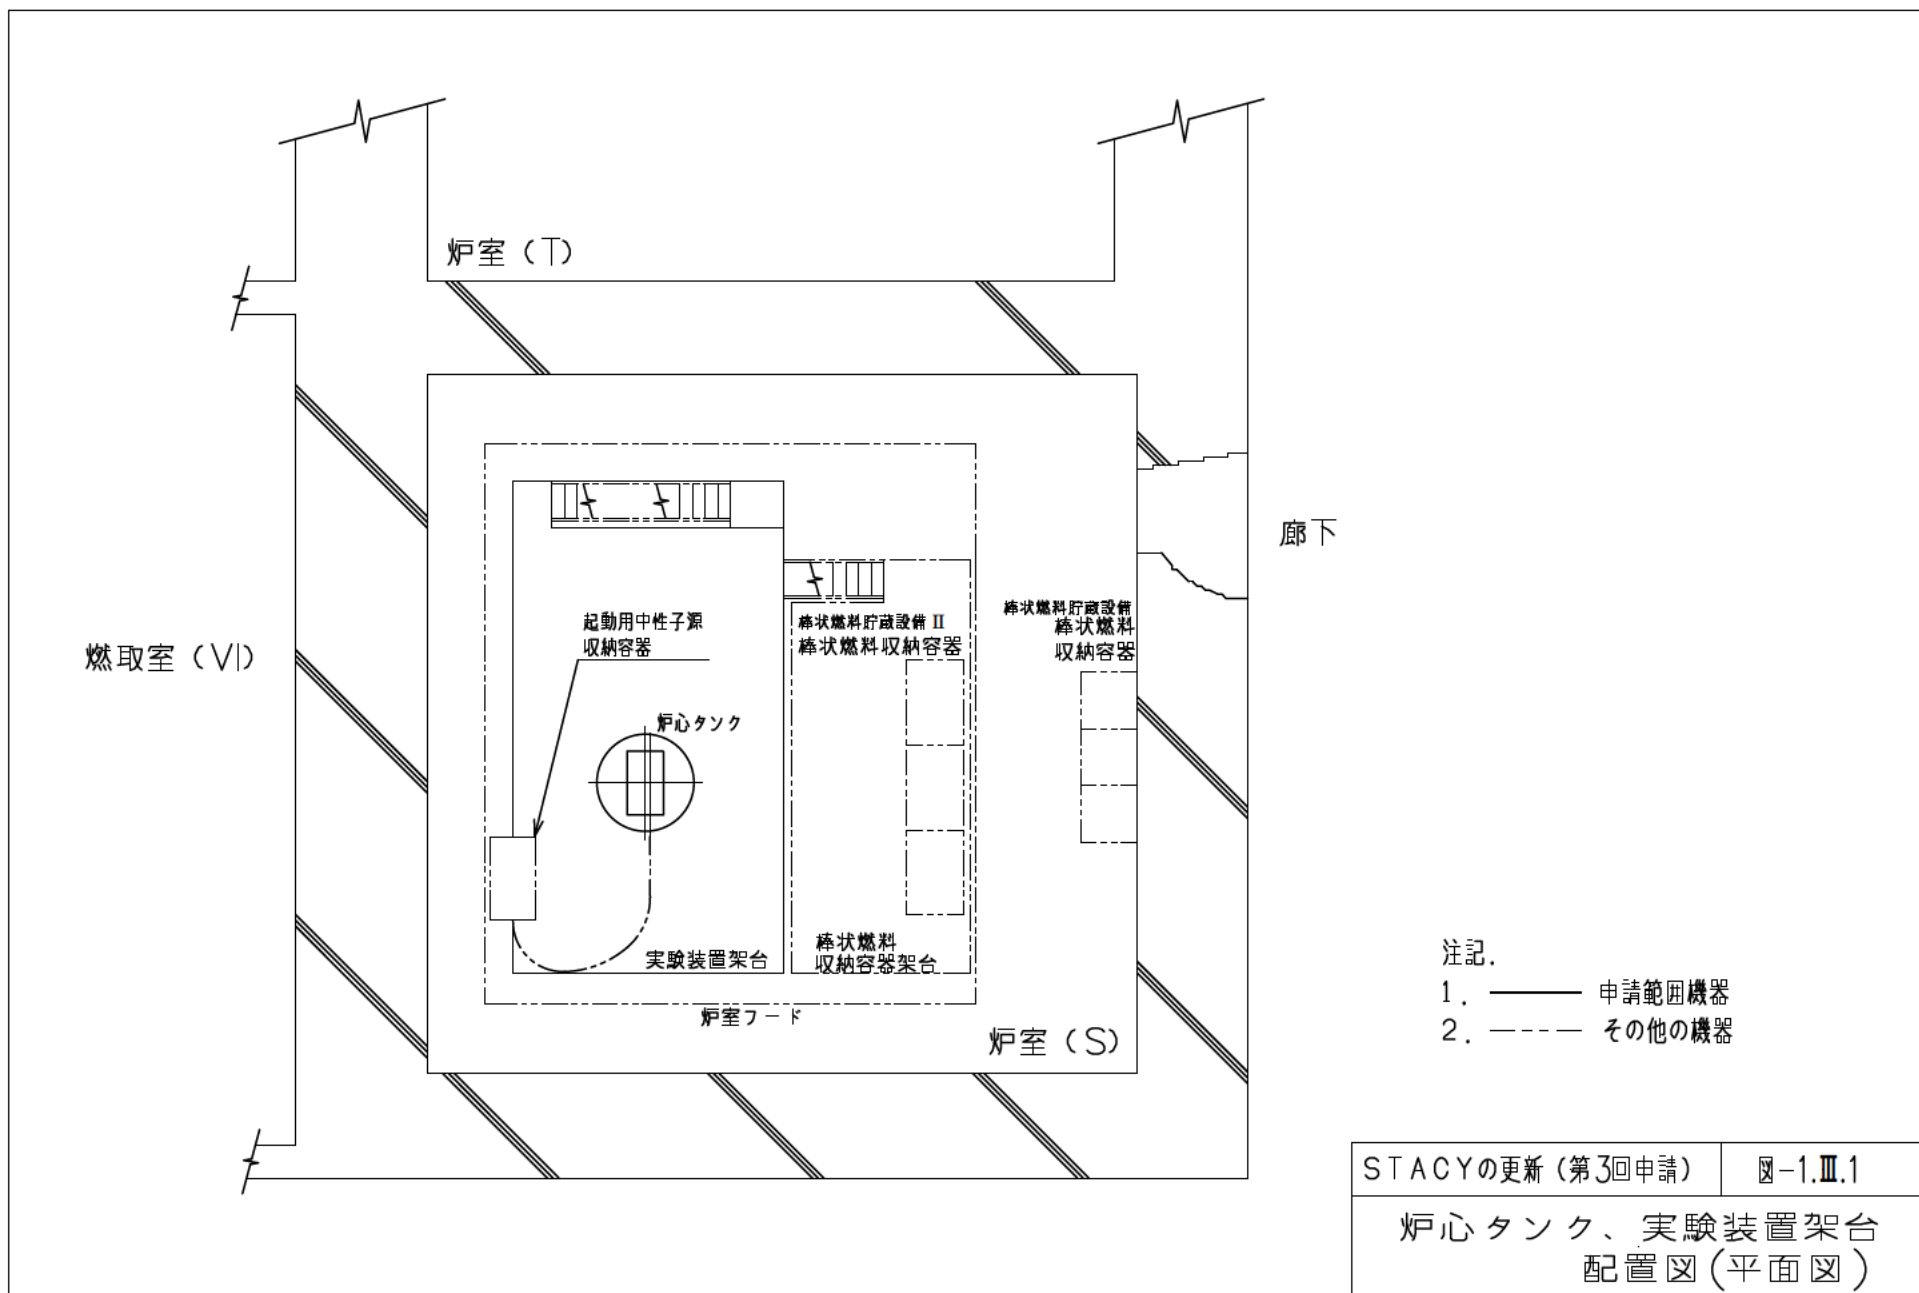 炉室(T)
廊下
燃取室(VI)
起動用中性子源
収納容器
棒状燃料貯蔵設備Ⅱ
棒状燃料収納容器
棒状燃料貯蔵設備
棒状燃料
収納容器
炉心タンク
実験装置架台
棒状燃料
収納容器架台
炉室フード
炉室(S)
注記.
1. 申請範囲機器
2. その他の機器
STACYの更新(第3回申請) 図-1.Ⅲ.1
炉心タンク、実験装置架台
配置図(平面図)